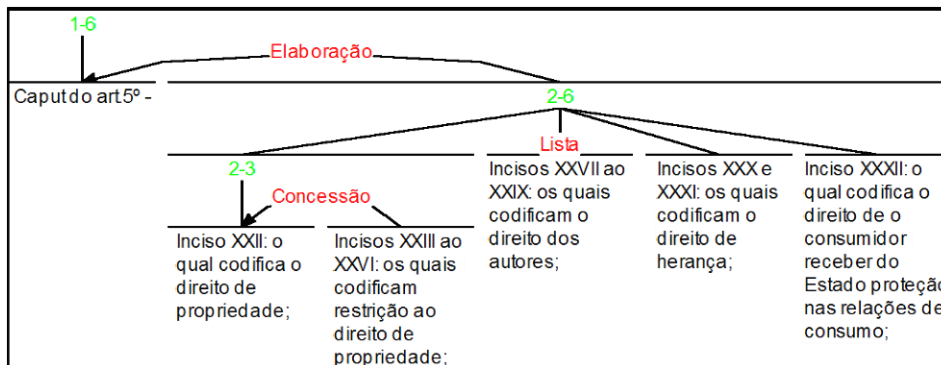 1-6
Elaboração
Caput do art.5º -
2-6
Lista
2-3
Concessão
Inciso XXII: o
qual codifica o
direito de
propriedade;
Incisos XXIII ao
XXVI: os quais
codificam
restrição ao
direito de
propriedade;
Incisos XXVII ao
XXIX: os quais
codificam o
direito dos
autores;
Incisos XXX e
XXXI: os quais
codificam o
direito de
herança;
Inciso XXXII: o
qual codifica o
direito de o
consumidor
receber do
Estado proteção
nas relações de
consumo;